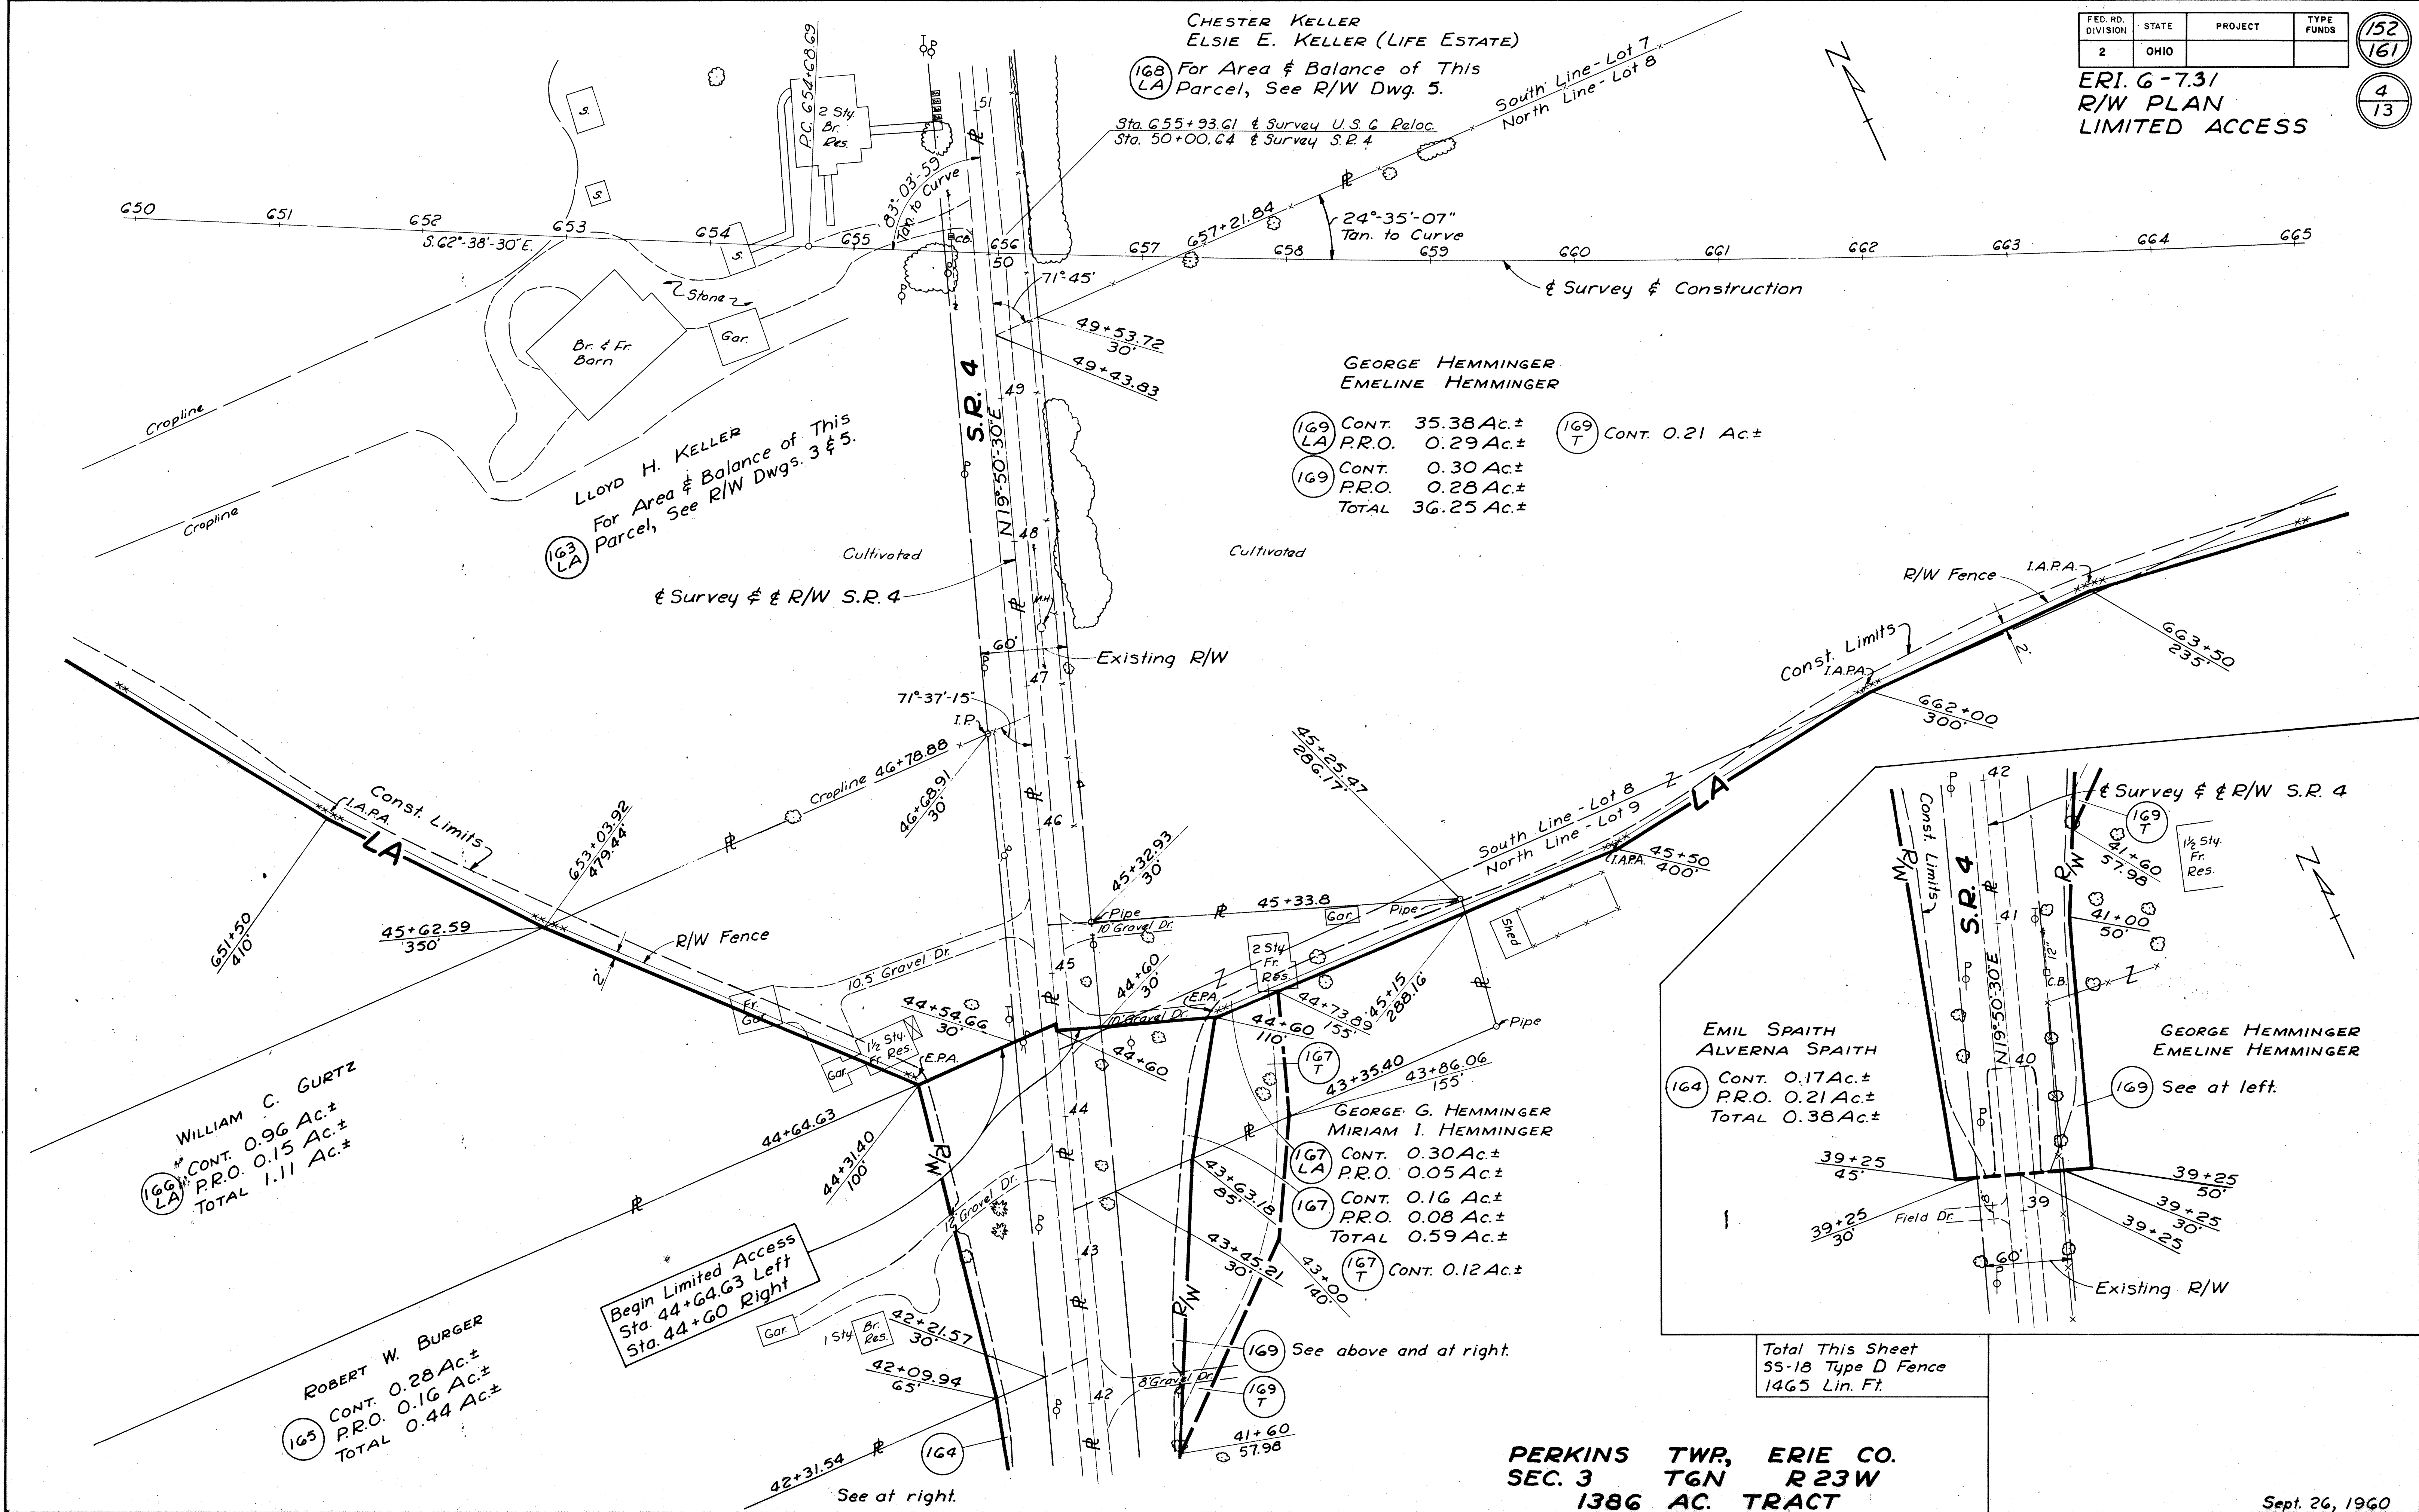 FED. RD. DIVISION STATE PROJECT TYPE FUNDS
2 OHIO
152
161
4
13
ERI. 6-7.31
R/W PLAN
LIMITED ACCESS
CHESTER KELLER
ELSIE E. KELLER (LIFE ESTATE)
168 LA For Area & Balance of This
Parcel, See R/W Dwg. 5.
Sta. 655+93.61 ℄ Survey U.S. 6 Reloc.
Sta. 50+00.64 ℄ Survey S.R. 4
South Line - Lot 7
North Line - Lot 8
P.C. 654+68.69
2 Sty.
Br.
Res.
S.
S.
S.
83°-03'-59"
Tan. to Curve
C.B.
51
650 651 652 653 654 655 656 657 658 659 660 661 662 663 664 665
S.62°-38'-30"E.
50
657+21.84
24°-35'-07"
Tan. to Curve
71°-45'
℄ Survey & Construction
Stone
Br. & Fr.
Barn
Gar.
49+53.72
30'
49+43.83
Cropline
Cropline
S.R. 4
N19°-50'-30"E
49
48
LLOYD H. KELLER
For Area & Balance of This
163 LA Parcel, See R/W Dwgs. 3 & 5.
GEORGE HEMMINGER
EMELINE HEMMINGER
169 LA CONT. 35.38 Ac.±
P.R.O. 0.29 Ac.±
169 T CONT. 0.21 Ac.±
169 CONT. 0.30 Ac.±
P.R.O. 0.28 Ac.±
TOTAL 36.25 Ac.±
Cultivated
Cultivated
℄ Survey & ℄ R/W S.R. 4
M.H.
60'
Existing R/W
47
71°-37'-15"
I.P.
Cropline 46+78.88
46+68.91
30'
46
R/W Fence
I.A.P.A.
Const. Limits
I.A.P.A.
2'
663+50
235'
662+00
300'
Const. Limits
I.A.P.A.
LA
651+50
410'
653+03.92
479.44'
45+62.59
350'
R/W Fence
2'
45+25.47
286.17'
South Line - Lot 8
North Line - Lot 9
LA
I.A.P.A.
45+50
400'
45+32.93
30'
Pipe
10' Gravel Dr.
45+33.8
Gar.
Pipe
Shed
10.5' Gravel Dr.
45
2 Sty.
Fr.
Res.
44+60
30'
E.P.A.
10' Gravel Dr.
44+54.66
30'
Fr.
Gar.
1½ Sty.
Fr. Res.
Gar.
E.P.A.
44+60
44+60
110'
44+73.89
155'
45+15
288.16'
Pipe
167 T
43+35.40
43+86.06
155'
44+64.63
44+31.40
100'
44
WILLIAM C. GURTZ
166 LA CONT. 0.96 Ac.±
P.R.O. 0.15 Ac.±
TOTAL 1.11 Ac.±
GEORGE G. HEMMINGER
MIRIAM I. HEMMINGER
167 LA CONT. 0.30 Ac.±
P.R.O. 0.05 Ac.±
167 CONT. 0.16 Ac.±
P.R.O. 0.08 Ac.±
TOTAL 0.59 Ac.±
167 T CONT. 0.12 Ac.±
R/W
12' Gravel Dr.
43+63.18
85'
43
43+45.21
30'
43+00
140'
R/W
Begin Limited Access
Sta. 44+64.63 Left
Sta. 44+60 Right
Gar.
1 Sty.
Br.
Res.
42+21.57
30'
42+09.94
65'
42
8' Gravel Dr.
169 See above and at right.
169 T
41+60
57.98
ROBERT W. BURGER
165 CONT. 0.28 Ac.±
P.R.O. 0.16 Ac.±
TOTAL 0.44 Ac.±
42+31.54
164
See at right.
42
℄ Survey & ℄ R/W S.R. 4
Const. Limits
R/W
S.R. 4
N19°50'-30"E
R/W
169 T
1½ Sty.
Fr.
Res.
41+60
57.98
41
41+00
50'
12"
C.B.
40
EMIL SPAITH
ALVERNA SPAITH
164 CONT. 0.17 Ac.±
P.R.O. 0.21 Ac.±
TOTAL 0.38 Ac.±
GEORGE HEMMINGER
EMELINE HEMMINGER
169 See at left.
39+25
45'
39+25
30'
Field Dr.
18'
39
39+25
50'
39+25
30'
39+25
60'
Existing R/W
Total This Sheet
SS-18 Type D Fence
1465 Lin. Ft.
PERKINS TWP., ERIE CO.
SEC. 3 T6N R23W
1386 AC. TRACT
Sept. 26, 1960